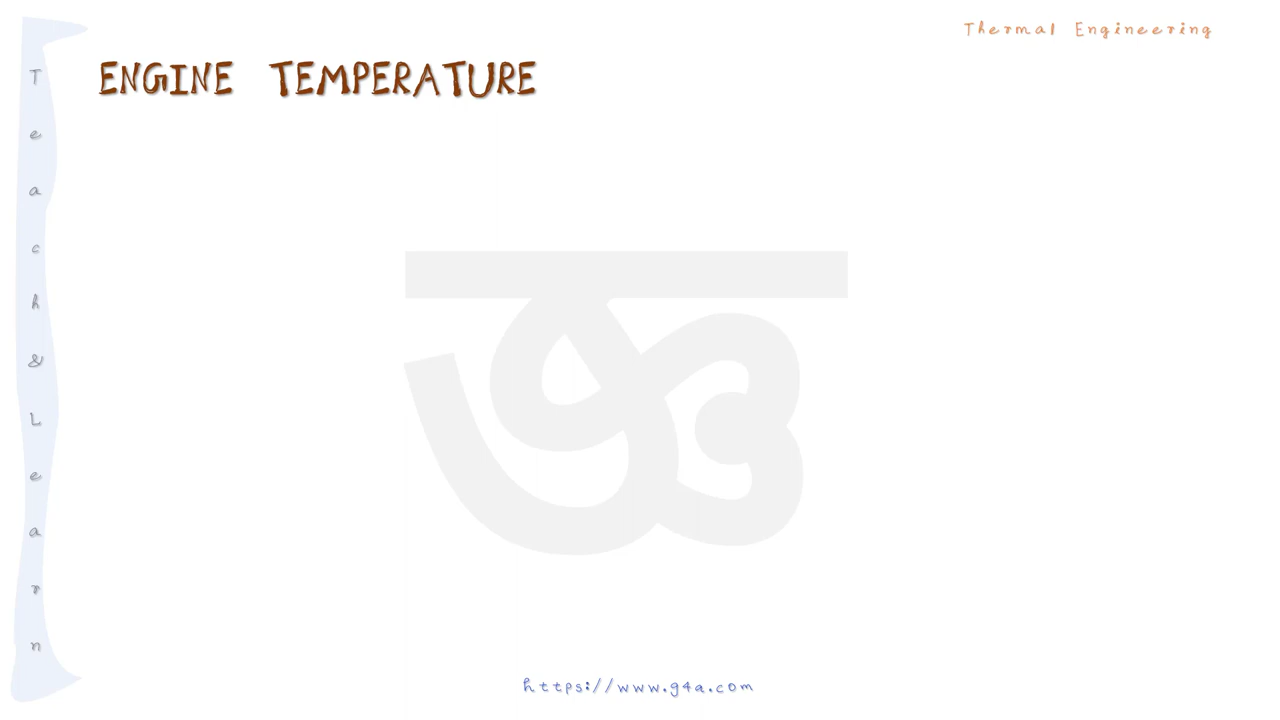 Thermal Engineering
ENGINE TEMPERATURE
Teach & Learn
https://www.g4a.com